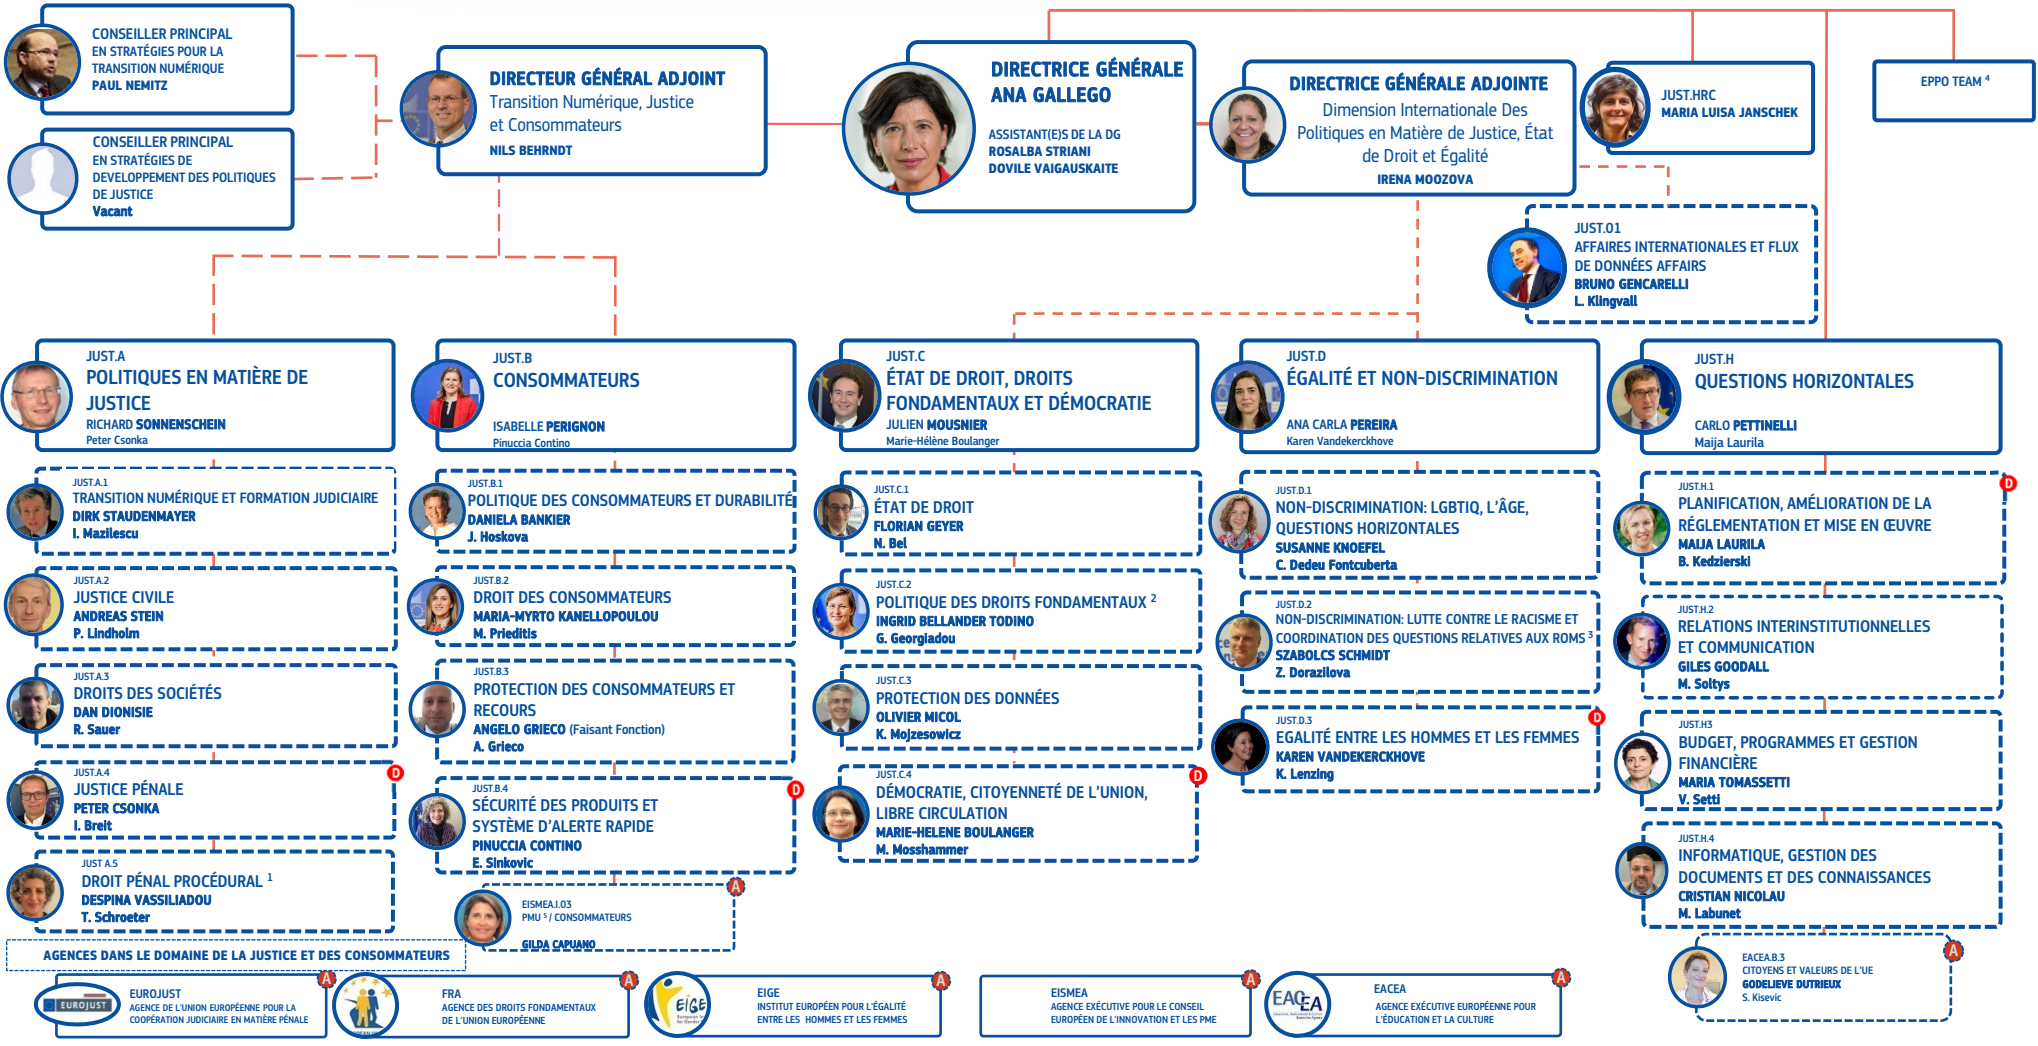 CONSEILLER PRINCIPAL
EN STRATÉGIES POUR LA
TRANSITION NUMÉRIQUE
PAUL NEMITZ
CONSEILLER PRINCIPAL
EN STRATÉGIES DE
DEVELOPPEMENT DES POLITIQUES
DE JUSTICE
Vacant
DIRECTEUR GÉNÉRAL ADJOINT
Transition Numérique, Justice
et Consommateurs
NILS BEHRNDT
DIRECTRICE GÉNÉRALE
ANA GALLEGO
ASSISTANT(E)S DE LA DG
ROSALBA STRIANI
DOVILE VAIGAUSKAITE
DIRECTRICE GÉNÉRALE ADJOINTE
Dimension Internationale Des
Politiques en Matière de Justice, État
de Droit et Égalité
IRENA MOOZOVA
JUST.HRC
MARIA LUISA JANSCHEK
EPPO TEAM 4
JUST.01
AFFAIRES INTERNATIONALES ET FLUX
DE DONNÉES AFFAIRS
BRUNO GENCARELLI
L. Klingvall
JUST.A
POLITIQUES EN MATIÈRE DE
JUSTICE
RICHARD SONNENSCHEIN
Peter Csonka
JUST.A.1
TRANSITION NUMÉRIQUE ET FORMATION JUDICIAIRE
DIRK STAUDENMAYER
I. Mazilescu
JUST.A.2
JUSTICE CIVILE
ANDREAS STEIN
P. Lindholm
JUST.A.3
DROITS DES SOCIÉTÉS
DAN DIONISIE
R. Sauer
JUST.A.4
D
JUSTICE PÉNALE
PETER CSONKA
I. Breit
JUST A.5
DROIT PÉNAL PROCÉDURAL 1
DESPINA VASSILIADOU
T. Schroeter
JUST.B
CONSOMMATEURS
ISABELLE PERIGNON
Pinuccia Contino
JUST.B.1
POLITIQUE DES CONSOMMATEURS ET DURABILITÉ
DANIELA BANKIER
J. Hoskova
JUST.B.2
DROIT DES CONSOMMATEURS
MARIA-MYRTO KANELLOPOULOU
M. Prieditis
JUST.B.3
PROTECTION DES CONSOMMATEURS ET
RECOURS
ANGELO GRIECO (Faisant Fonction)
A. Grieco
JUST.B.4
D
SÉCURITÉ DES PRODUITS ET
SYSTÈME D'ALERTE RAPIDE
PINUCCIA CONTINO
E. Sinkovic
A
EISMEA.I.03
PMU 5 / CONSOMMATEURS
GILDA CAPUANO
JUST.C
ÉTAT DE DROIT, DROITS
FONDAMENTAUX ET DÉMOCRATIE
JULIEN MOUSNIER
Marie-Hélène Boulanger
JUST.C.1
ÉTAT DE DROIT
FLORIAN GEYER
N. Bel
JUST.C.2
POLITIQUE DES DROITS FONDAMENTAUX 2
INGRID BELLANDER TODINO
G. Georgiadou
JUST.C.3
PROTECTION DES DONNÉES
OLIVIER MICOL
K. Mojzesowicz
JUST.C.4
D
DÉMOCRATIE, CITOYENNETÉ DE L'UNION,
LIBRE CIRCULATION
MARIE-HELENE BOULANGER
M. Mosshammer
JUST.D
ÉGALITÉ ET NON-DISCRIMINATION
ANA CARLA PEREIRA
Karen Vandekerckhove
JUST.D.1
NON-DISCRIMINATION: LGBTIQ, L'ÂGE,
QUESTIONS HORIZONTALES
SUSANNE KNOEFEL
C. Dedeu Fontcuberta
JUST.D.2
NON-DISCRIMINATION: LUTTE CONTRE LE RACISME ET
COORDINATION DES QUESTIONS RELATIVES AUX ROMS 3
SZABOLCS SCHMIDT
Z. Dorazilova
JUST.D.3
D
EGALITÉ ENTRE LES HOMMES ET LES FEMMES
KAREN VANDEKERCKHOVE
K. Lenzing
JUST.H
QUESTIONS HORIZONTALES
CARLO PETTINELLI
Maija Laurila
JUST.H.1
D
PLANIFICATION, AMÉLIORATION DE LA
RÉGLEMENTATION ET MISE EN ŒUVRE
MAIJA LAURILA
B. Kedzierski
JUST.H.2
RELATIONS INTERINSTITUTIONNELLES
ET COMMUNICATION
GILES GOODALL
M. Soltys
JUST.H3
BUDGET, PROGRAMMES ET GESTION
FINANCIÈRE
MARIA TOMASSETTI
V. Setti
JUST.H.4
INFORMATIQUE, GESTION DES
DOCUMENTS ET DES CONNAISSANCES
CRISTIAN NICOLAU
M. Labunet
A
EACEA.B.3
CITOYENS ET VALEURS DE L'UE
GODELIEVE DUTRIEUX
S. Kisevic
AGENCES DANS LE DOMAINE DE LA JUSTICE ET DES CONSOMMATEURS
EUROJUST
A
EUROJUST
AGENCE DE L'UNION EUROPÉENNE POUR LA
COOPÉRATION JUDICIAIRE EN MATIÈRE PÉNALE
A
FRA
AGENCE DES DROITS FONDAMENTAUX
DE L'UNION EUROPÉENNE
EIGE
A
EIGE
INSTITUT EUROPÉEN POUR L'ÉGALITÉ
ENTRE LES HOMMES ET LES FEMMES
A
EISMEA
AGENCE EXÉCUTIVE POUR LE CONSEIL
EUROPÉEN DE L'INNOVATION ET LES PME
EACEA
A
EACEA
AGENCE EXÉCUTIVE EUROPÉENNE POUR
L'ÉDUCATION ET LA CULTURE